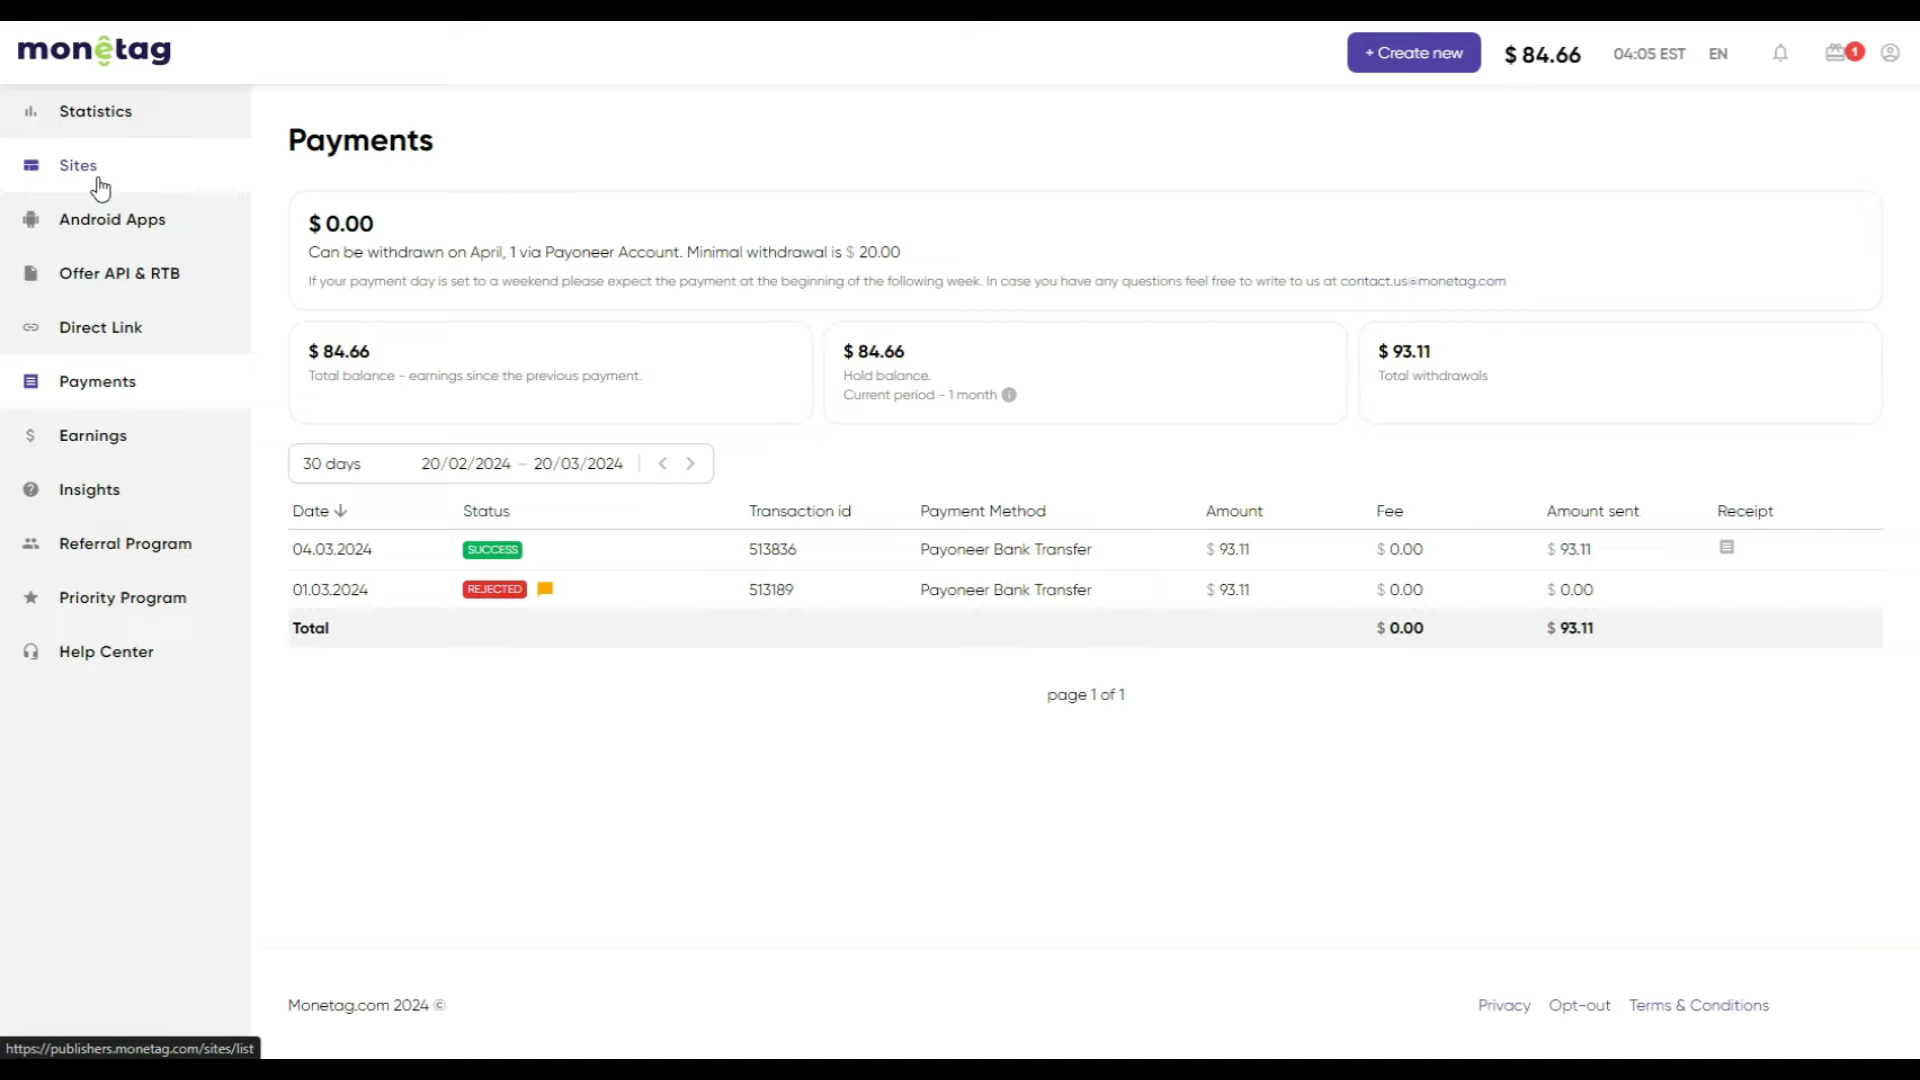 monêtag
+ Create new
$ 84.66
04:05 EST
EN
1
Statistics
Sites
Android Apps
Offer API & RTB
Direct Link
Payments
Earnings
Insights
Referral Program
Priority Program
Help Center
Payments
$ 0.00
Can be withdrawn on April, 1 via Payoneer Account. Minimal withdrawal is $ 20.00
If your payment day is set to a weekend please expect the payment at the beginning of the following week. In case you have any questions feel free to write to us at contact.us@monetag.com
$ 84.66
Total balance - earnings since the previous payment.
$ 84.66
Hold balance.
Current period - 1 month
$ 93.11
Total withdrawals
30 days 20/02/2024 – 20/03/2024
Date Status Transaction id Payment Method Amount Fee Amount sent Receipt
04.03.2024 SUCCESS 513836 Payoneer Bank Transfer $ 93.11 $ 0.00 $ 93.11
01.03.2024 REJECTED 513189 Payoneer Bank Transfer $ 93.11 $ 0.00 $ 0.00
Total $ 0.00 $ 93.11
page 1 of 1
Monetag.com 2024 ©
Privacy Opt-out Terms & Conditions
https://publishers.monetag.com/sites/list